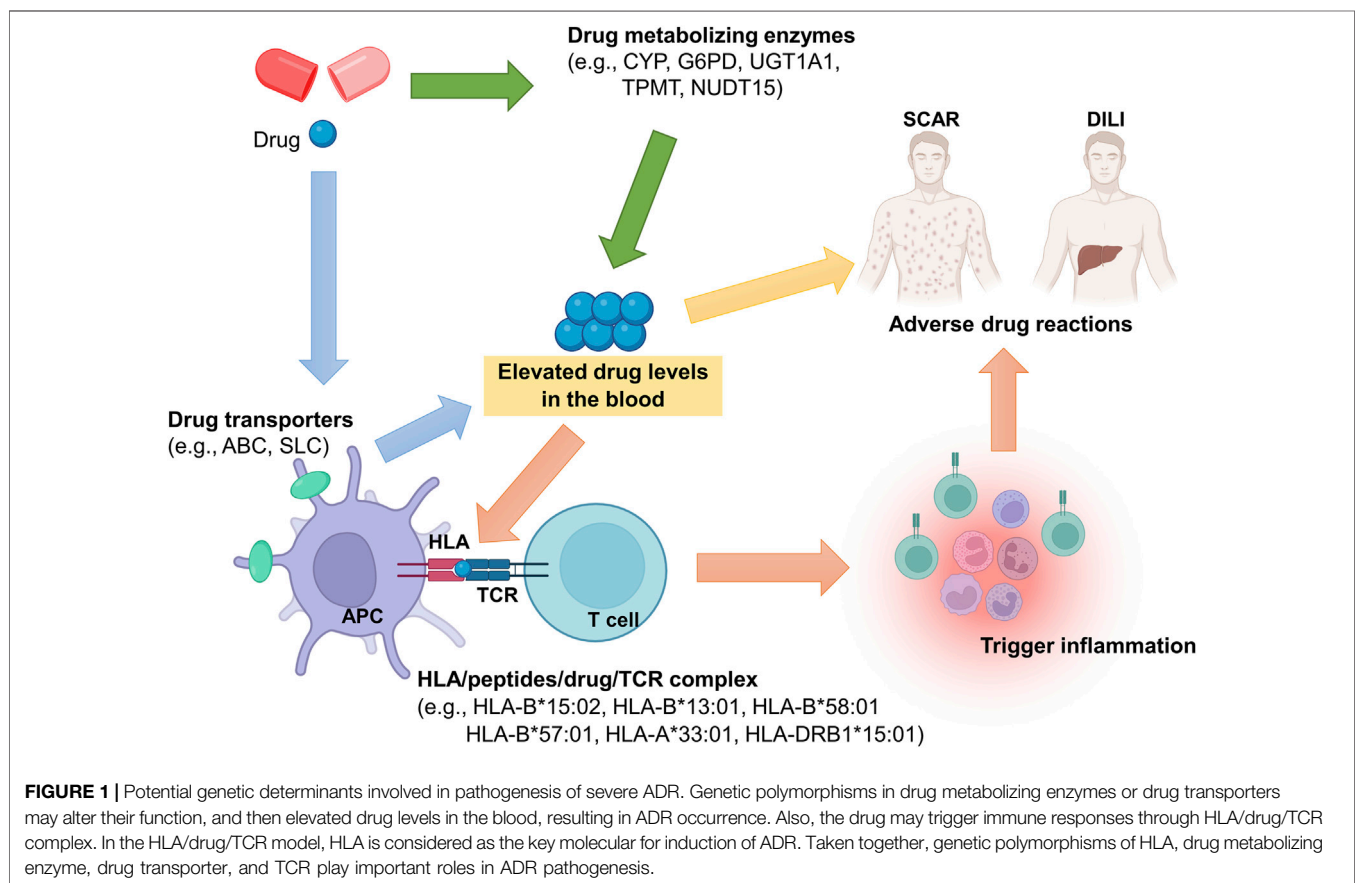 Drug metabolizing enzymes
(e.g., CYP, G6PD, UGT1A1,
TPMT, NUDT15)
SCAR
DILI
Drug
Adverse drug reactions
Elevated drug levels
in the blood
Drug transporters
(e.g., ABC, SLC)
HLA
TCR
APC
T cell
Trigger inflammation
HLA/peptides/drug/TCR complex
(e.g., HLA-B*15:02, HLA-B*13:01, HLA-B*58:01
HLA-B*57:01, HLA-A*33:01, HLA-DRB1*15:01)
FIGURE 1 | Potential genetic determinants involved in pathogenesis of severe ADR. Genetic polymorphisms in drug metabolizing enzymes or drug transporters
may alter their function, and then elevated drug levels in the blood, resulting in ADR occurrence. Also, the drug may trigger immune responses through HLA/drug/TCR
complex. In the HLA/drug/TCR model, HLA is considered as the key molecular for induction of ADR. Taken together, genetic polymorphisms of HLA, drug metabolizing
enzyme, drug transporter, and TCR play important roles in ADR pathogenesis.